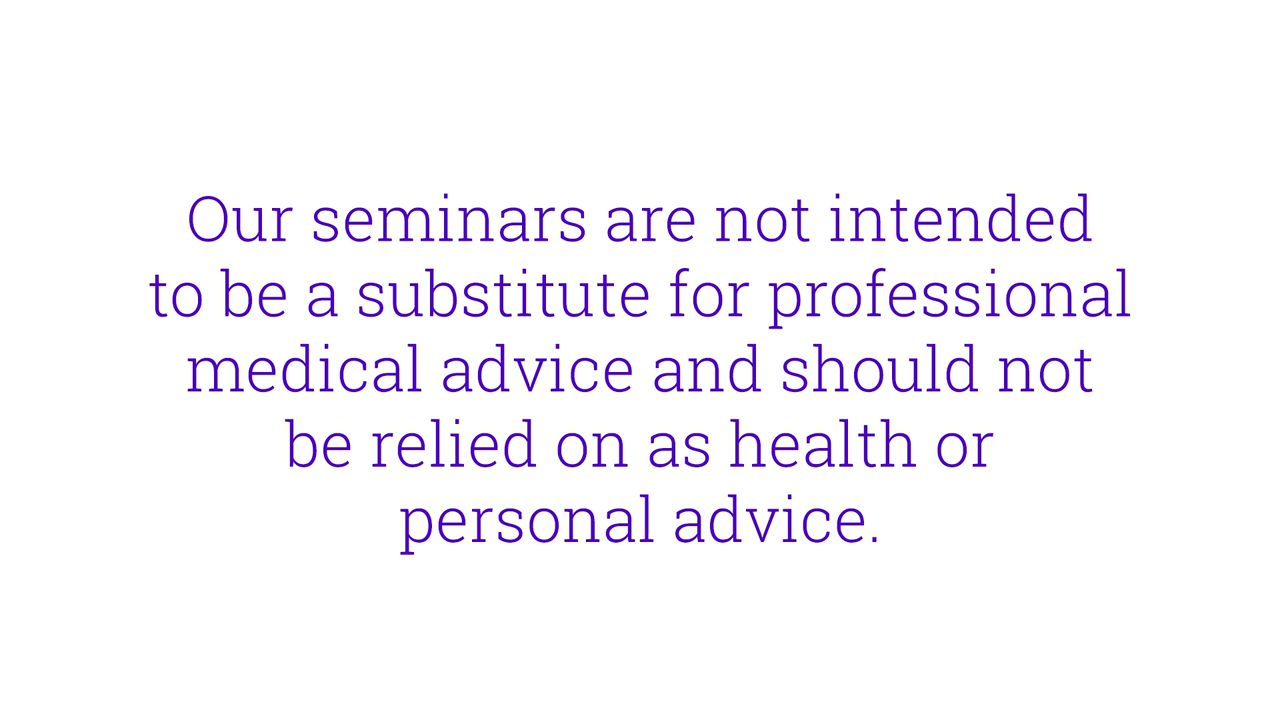 Our seminars are not intended
to be a substitute for professional
medical advice and should not
be relied on as health or
personal advice.